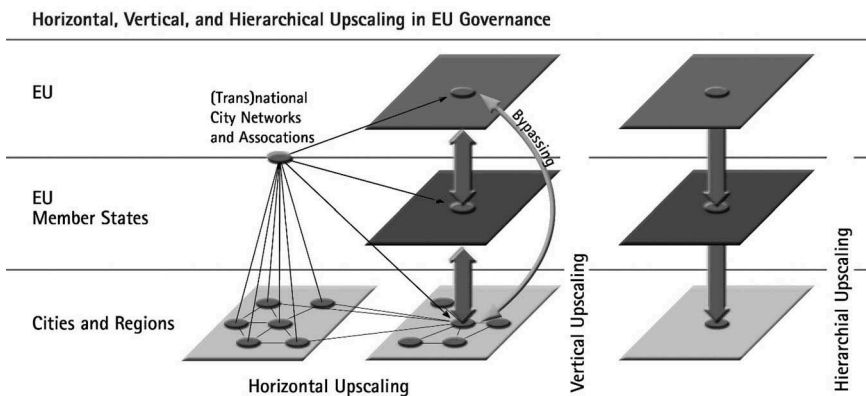 Horizontal, Vertical, and Hierarchical Upscaling in EU Governance
EU
(Trans)national
City Networks
and Assocations
Bypassing
EU
Member States
Cities and Regions
Horizontal Upscaling
Vertical Upscaling
Hierarchial Upscaling